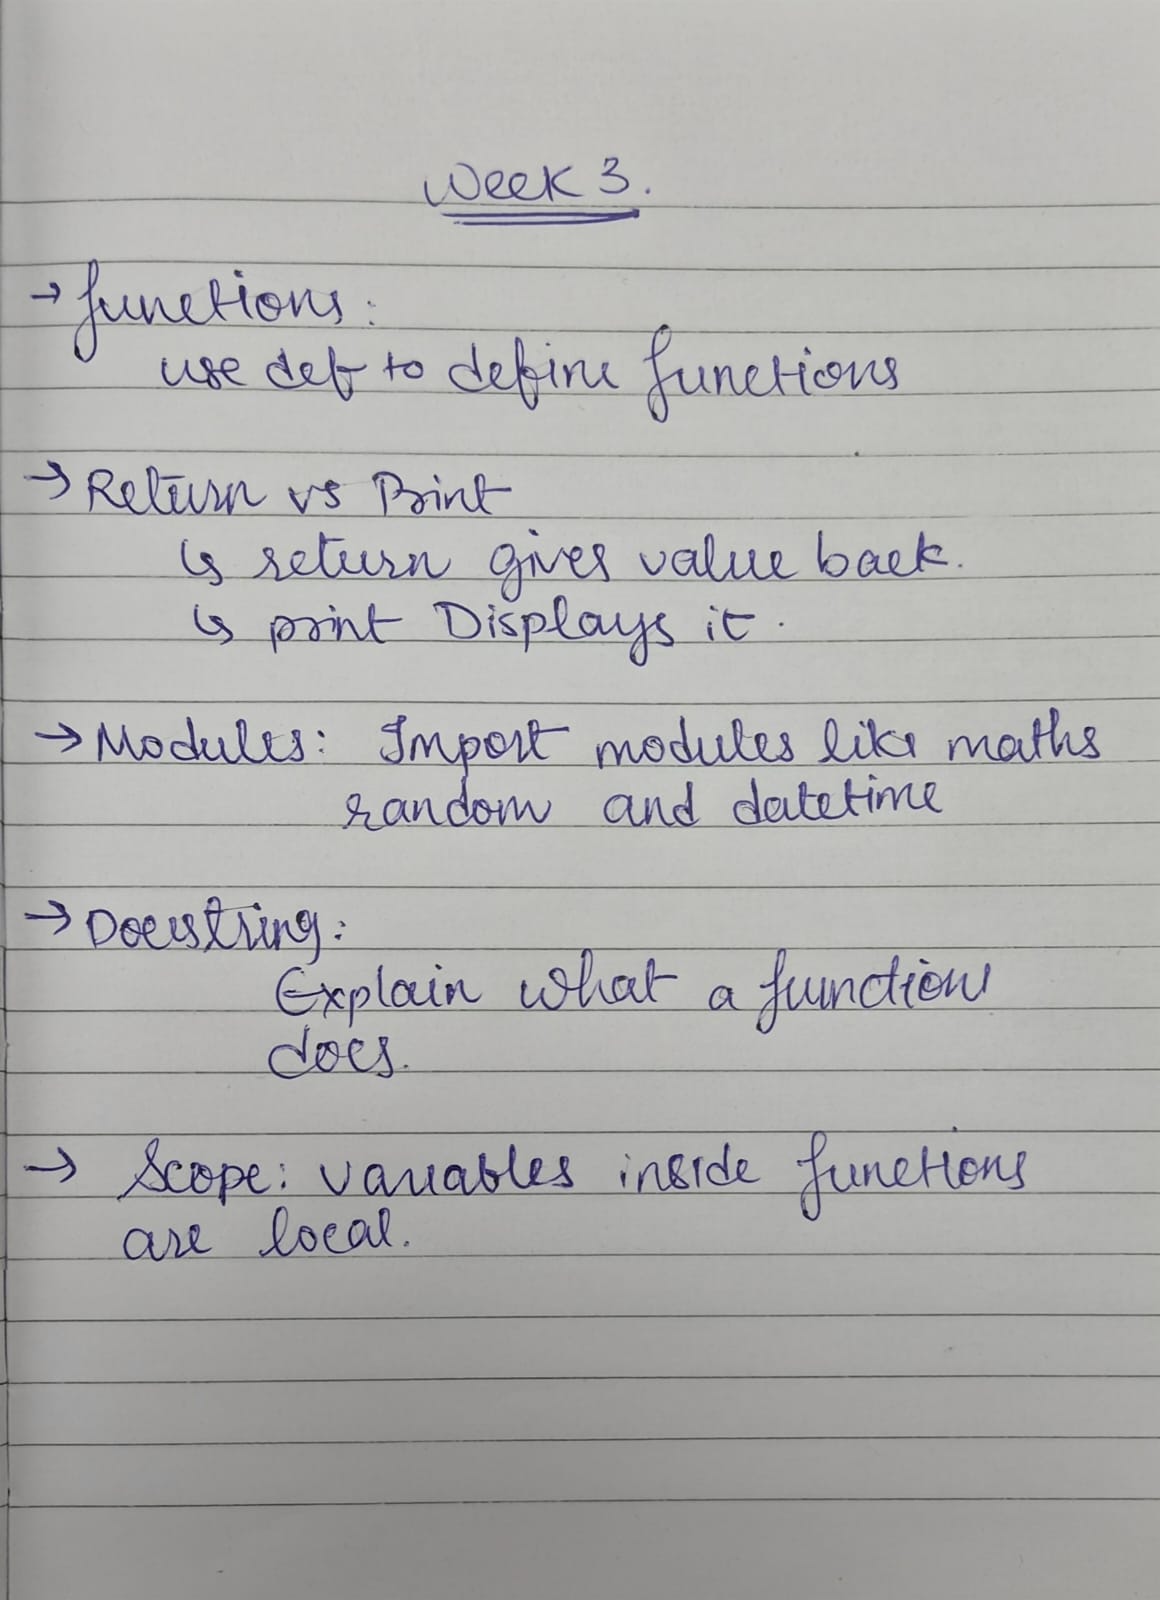 Week 3.
→ functions:
use def to define functions
→ Return vs Print
↳ return gives value back.
↳ print Displays it.
→ Modules: Import modules like maths
random and datetime
→ Docustring:
Explain what a function
does.
→ Scope: variables inside functions
are local.